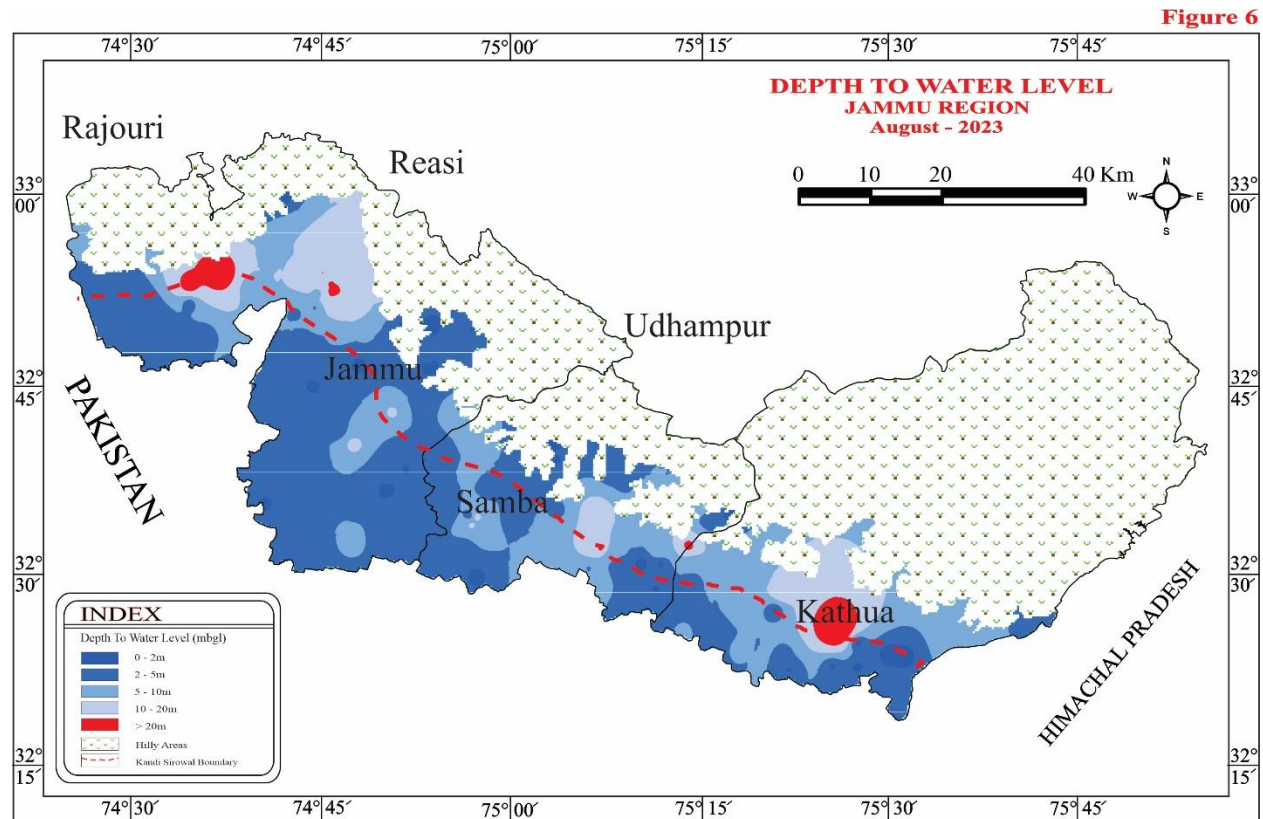 Figure 6
74°30′ 74°45′ 75°00′ 75°15′ 75°30′ 75°45′
DEPTH TO WATER LEVEL
JAMMU REGION
August - 2023
0 10 20 40 Km
N
W E
S
33°
00′
33°
00′
Rajouri
Reasi
Udhampur
32°
45′
32°
45′
Jammu
PAKISTAN
Samba
32°
30′
32°
30′
Kathua
HIMACHAL PRADESH
INDEX
Depth To Water Level (mbgl)
0 - 2m
2 - 5m
5 - 10m
10 - 20m
> 20m
Hilly Areas
Kandi Sirowal Boundary
32°
15′
32°
15′
74°30′ 74°45′ 75°00′ 75°15′ 75°30′ 75°45′